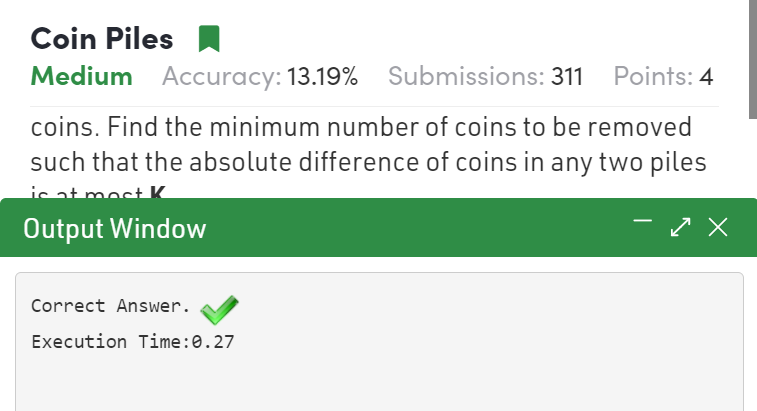 Coin Piles
Medium Accuracy: 13.19% Submissions: 311 Points: 4
coins. Find the minimum number of coins to be removed
such that the absolute difference of coins in any two piles
is at most K
Output Window
Correct Answer.
Execution Time:0.27